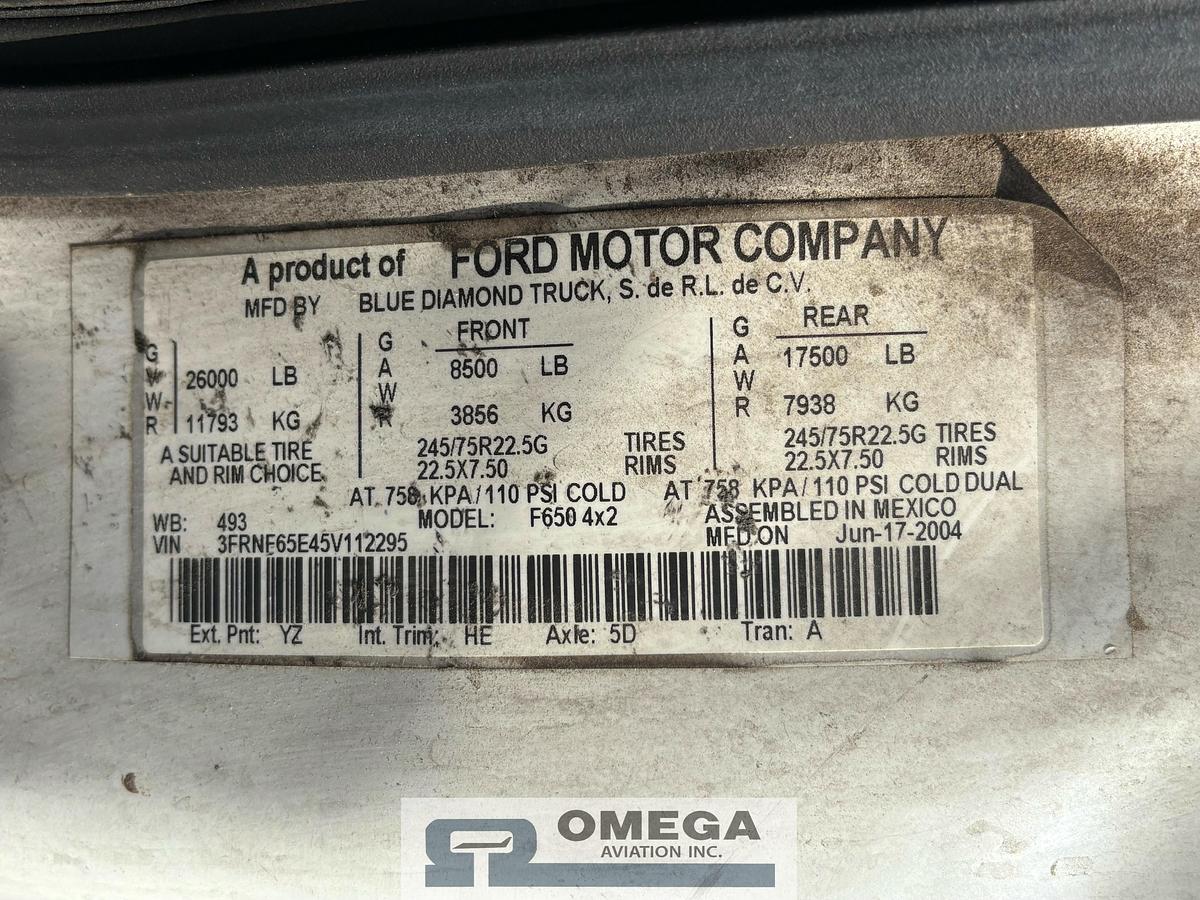 A product of FORD MOTOR COMPANY
MFD BY BLUE DIAMOND TRUCK, S. de R.L. de C.V.
GVWR 26000 LB
11793 KG
GAWR FRONT 8500 LB
3856 KG
GAWR REAR 17500 LB
7938 KG
A SUITABLE TIRE
AND RIM CHOICE
245/75R22.5G TIRES
22.5X7.50 RIMS
245/75R22.5G TIRES
22.5X7.50 RIMS
AT 758 KPA/110 PSI COLD AT 758 KPA/110 PSI COLD DUAL
WB: 493 MODEL: F650 4x2 ASSEMBLED IN MEXICO
VIN 3FRNF65E45V112295 MFD ON Jun-17-2004
Ext. Pnt: YZ Int. Trim: HE Axle: 5D Tran: A
OMEGA
AVIATION INC.